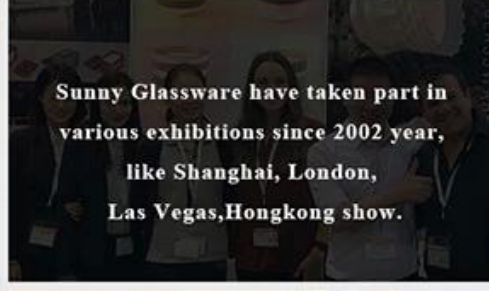 Sunny Glassware have taken part in
various exhibitions since 2002 year,
like Shanghai, London,
Las Vegas,Hongkong show.